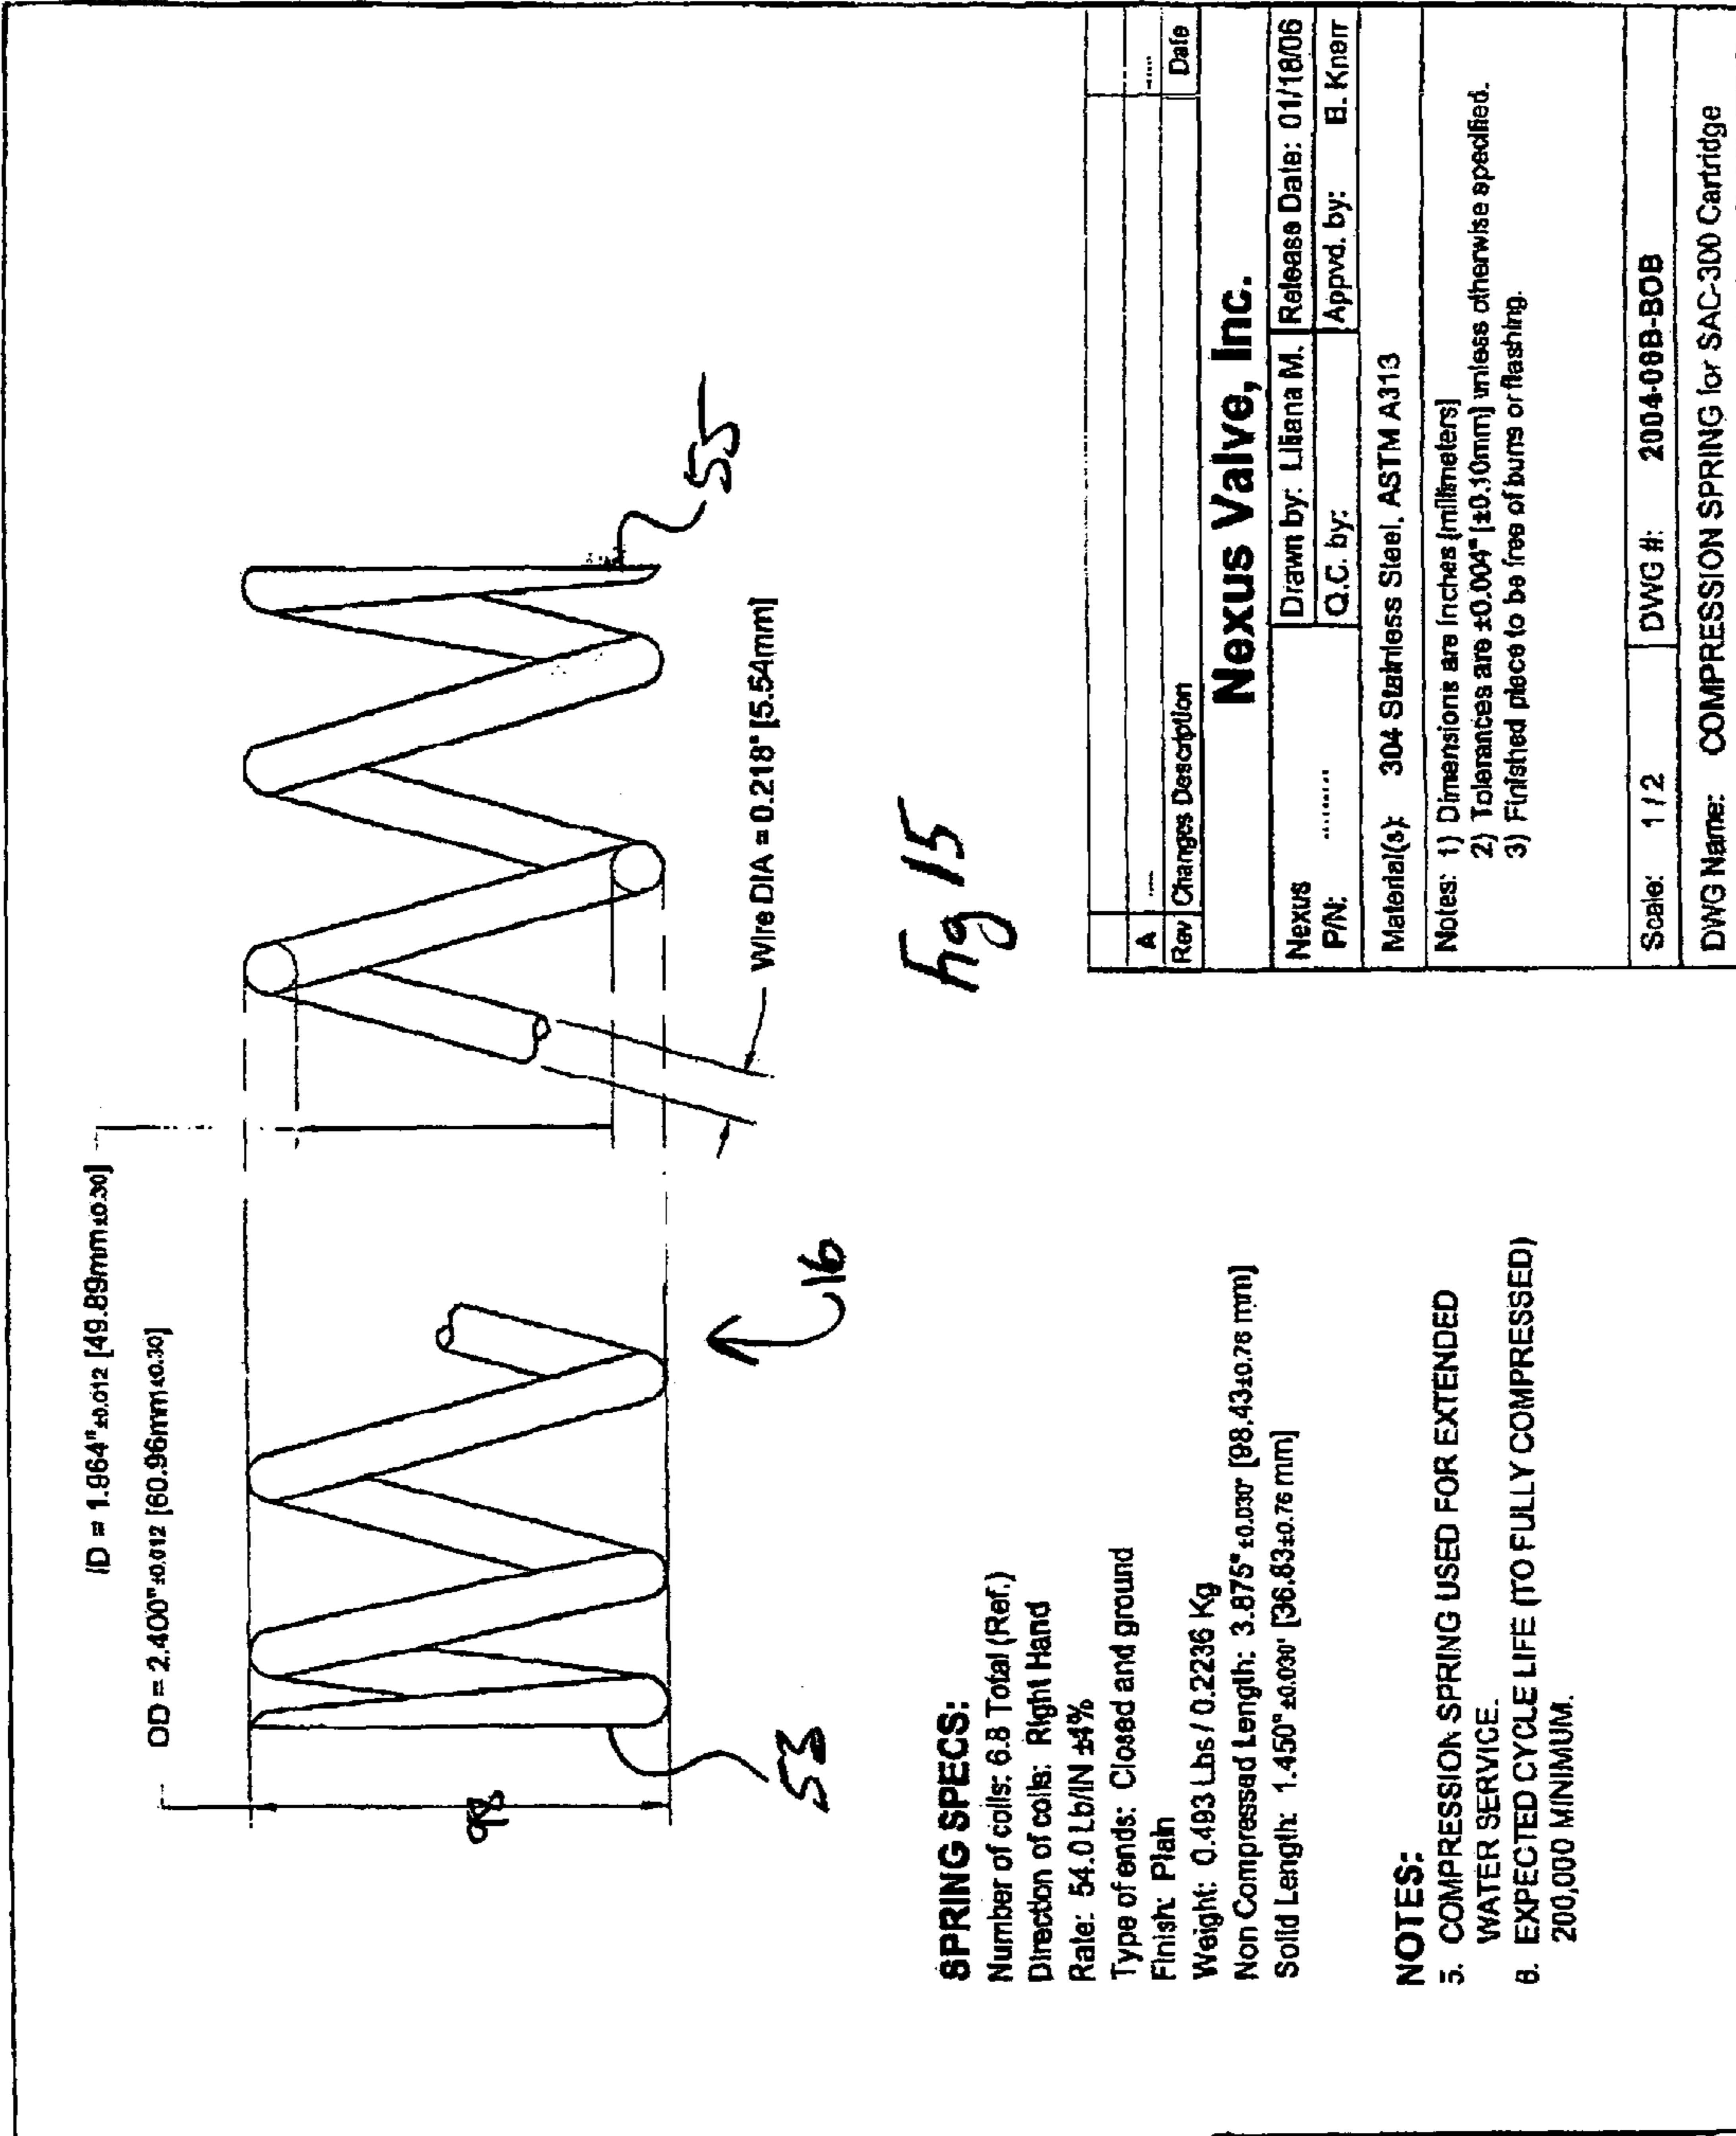 ID = 1.964"±0.012 [49.89mm±0.30]
OD = 2.400"±0.012 [60.96mm±0.30]
98
53
16
Wire DIA = 0.218" [5.54mm]
55
Fig 15
SPRING SPECS:
Number of coils: 6.8 Total (Ref.)
Direction of coils: Right Hand
Rate: 54.0 Lb/IN ±4%
Type of ends: Closed and ground
Finish: Plain
Weight: 0.493 Lbs / 0.2236 Kg
Non Compressed Length: 3.875"±0.030" [98.43±0.76 mm]
Solid Length: 1.450"±0.030" [36.83±0.76 mm]
NOTES:
5. COMPRESSION SPRING USED FOR EXTENDED
WATER SERVICE.
6. EXPECTED CYCLE LIFE (TO FULLY COMPRESSED)
200,000 MINIMUM.
A .... .....
Rev Changes Description Date
Nexus Valve, Inc.
Nexus Drawn by: Liliana M. Release Date: 01/18/06
P/N: ........ Q.C. by: Appvd. by: B. Knerr
Material(s): 304 Stainless Steel, ASTM A313
Notes: 1) Dimensions are Inches [millimeters]
2) Tolerances are ±0.004" [±0.10mm] unless otherwise specified.
3) Finished piece to be free of burrs or flashing.
Scale: 1 / 2 DWG #: 2004-08B-BOB
DWG Name: COMPRESSION SPRING for SAC-300 Cartridge